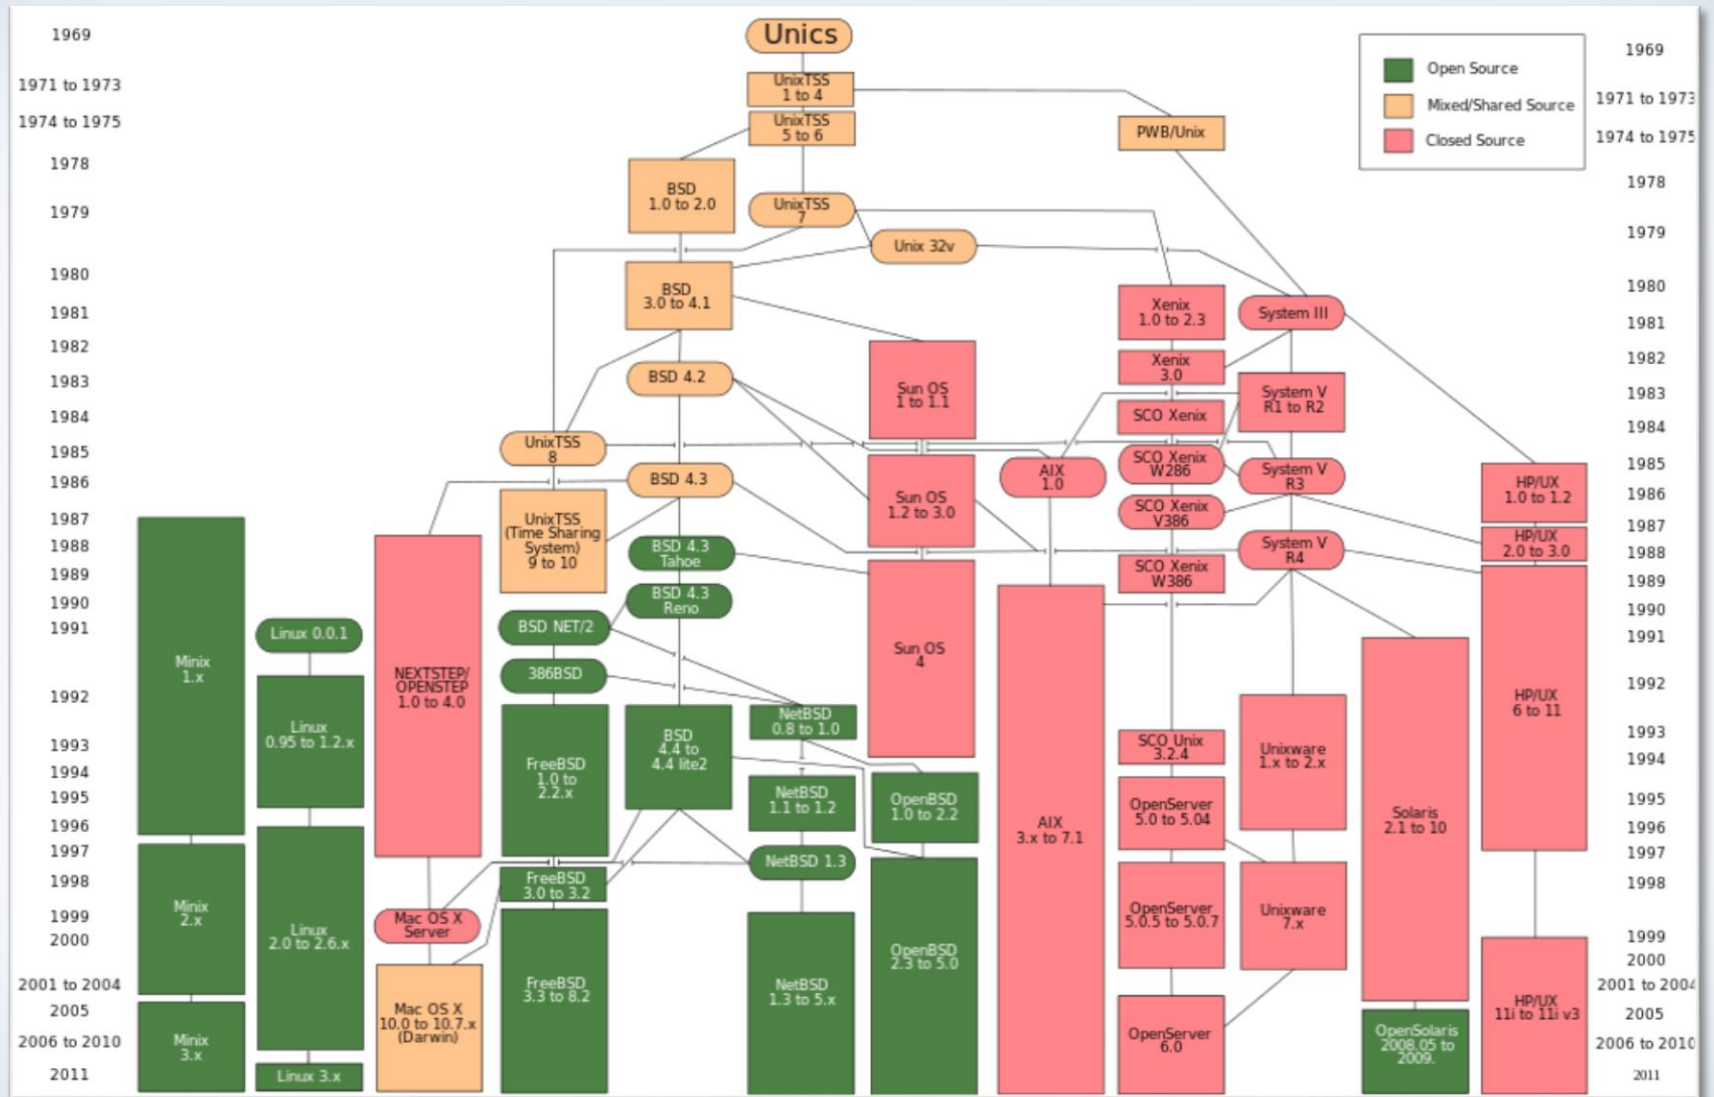 Unics
1969
1971 to 1973
1974 to 1975
1978
1979
1980
1981
1982
1983
1984
1985
1986
1987
1988
1989
1990
1991
1992
1993
1994
1995
1996
1997
1998
1999
2000
2001 to 2004
2005
2006 to 2010
2011
Minix
1.x
Minix
2.x
Minix
3.x
Linux 0.0.1
Linux
0.95 to 1.2.x
Linux
2.0 to 2.6.x
Linux 3.x
NEXTSTEP/
OPENSTEP
1.0 to 4.0
Mac OS X
Server
Mac OS X
10.0 to 10.7.x
(Darwin)
UnixTSS
8
UnixTSS
(Time Sharing
System)
9 to 10
BSD NET/2
386BSD
FreeBSD
1.0 to
2.2.x
FreeBSD
3.0 to 3.2
FreeBSD
3.3 to 8.2
BSD
1.0 to 2.0
BSD
3.0 to 4.1
BSD 4.2
BSD 4.3
BSD 4.3
Tahoe
BSD 4.3
Reno
BSD
4.4 to
4.4 lite2
UnixTSS
1 to 4
UnixTSS
5 to 6
UnixTSS
7
NetBSD
0.8 to 1.0
NetBSD
1.1 to 1.2
NetBSD 1.3
NetBSD
1.3 to 5.x
Unix 32v
Sun OS
1 to 1.1
Sun OS
1.2 to 3.0
Sun OS
4
OpenBSD
1.0 to 2.2
OpenBSD
2.3 to 5.0
AIX
1.0
AIX
3.x to 7.1
PWB/Unix
Xenix
1.0 to 2.3
Xenix
3.0
SCO Xenix
SCO Xenix
W286
SCO Xenix
V386
SCO Xenix
W386
SCO Unix
3.2.4
OpenServer
5.0 to 5.04
OpenServer
5.0.5 to 5.0.7
OpenServer
6.0
System III
System V
R1 to R2
System V
R3
System V
R4
Unixware
1.x to 2.x
Unixware
7.x
Solaris
2.1 to 10
OpenSolaris
2008.05 to
2009.
HP/UX
1.0 to 1.2
HP/UX
2.0 to 3.0
HP/UX
6 to 11
HP/UX
11i to 11i v3
Open Source
Mixed/Shared Source
Closed Source
1969
1971 to 1973
1974 to 1975
1978
1979
1980
1981
1982
1983
1984
1985
1986
1987
1988
1989
1990
1991
1992
1993
1994
1995
1996
1997
1998
1999
2000
2001 to 2004
2005
2006 to 2010
2011